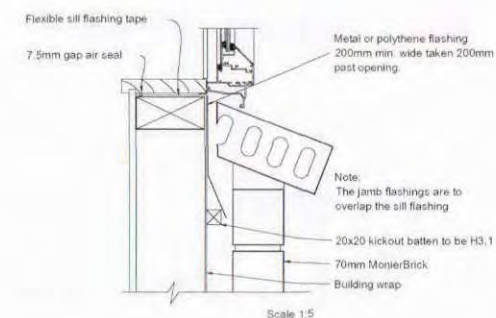 Flexible sill flashing tape
7.5mm gap air seal
Metal or polythene flashing
200mm min. wide taken 200mm
past opening.
Note:
The jamb flashings are to
overlap the sill flashing
20x20 kickout batten to be H3.1
70mm MonierBrick
Building wrap
Scale 1:5